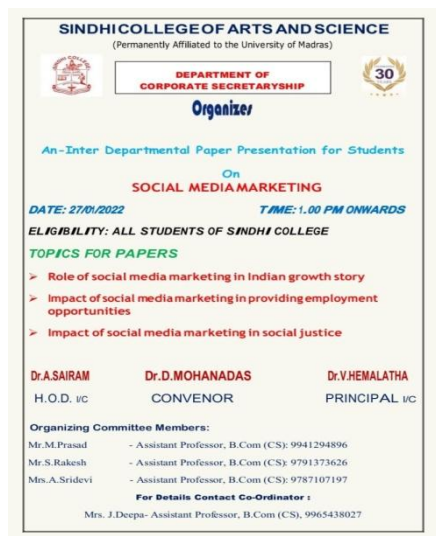 SINDHI COLLEGE OF ARTS AND SCIENCE
(Permanently Affiliated to the University of Madras)
DEPARTMENT OF
CORPORATE SECRETARYSHIP
30
Organizes
An-Inter Departmental Paper Presentation for Students
On
SOCIAL MEDIA MARKETING
DATE: 27/01/2022 TIME: 1.00 PM ONWARDS
ELIGIBILITY: ALL STUDENTS OF SINDHI COLLEGE
TOPICS FOR PAPERS
➢ Role of social media marketing in Indian growth story
➢ Impact of social media marketing in providing employment
opportunities
➢ Impact of social media marketing in social justice
Dr.A.SAIRAM Dr.D.MOHANADAS Dr.V.HEMALATHA
H.O.D. I/C CONVENOR PRINCIPAL I/C
Organizing Committee Members:
Mr.M.Prasad - Assistant Professor, B.Com (CS): 9941294896
Mr.S.Rakesh - Assistant Professor, B.Com (CS): 9791373626
Mrs.A.Sridevi - Assistant Professor, B.Com (CS): 9787107197
For Details Contact Co-Ordinator :
Mrs. J.Deepa- Assistant Professor, B.Com (CS), 9965438027